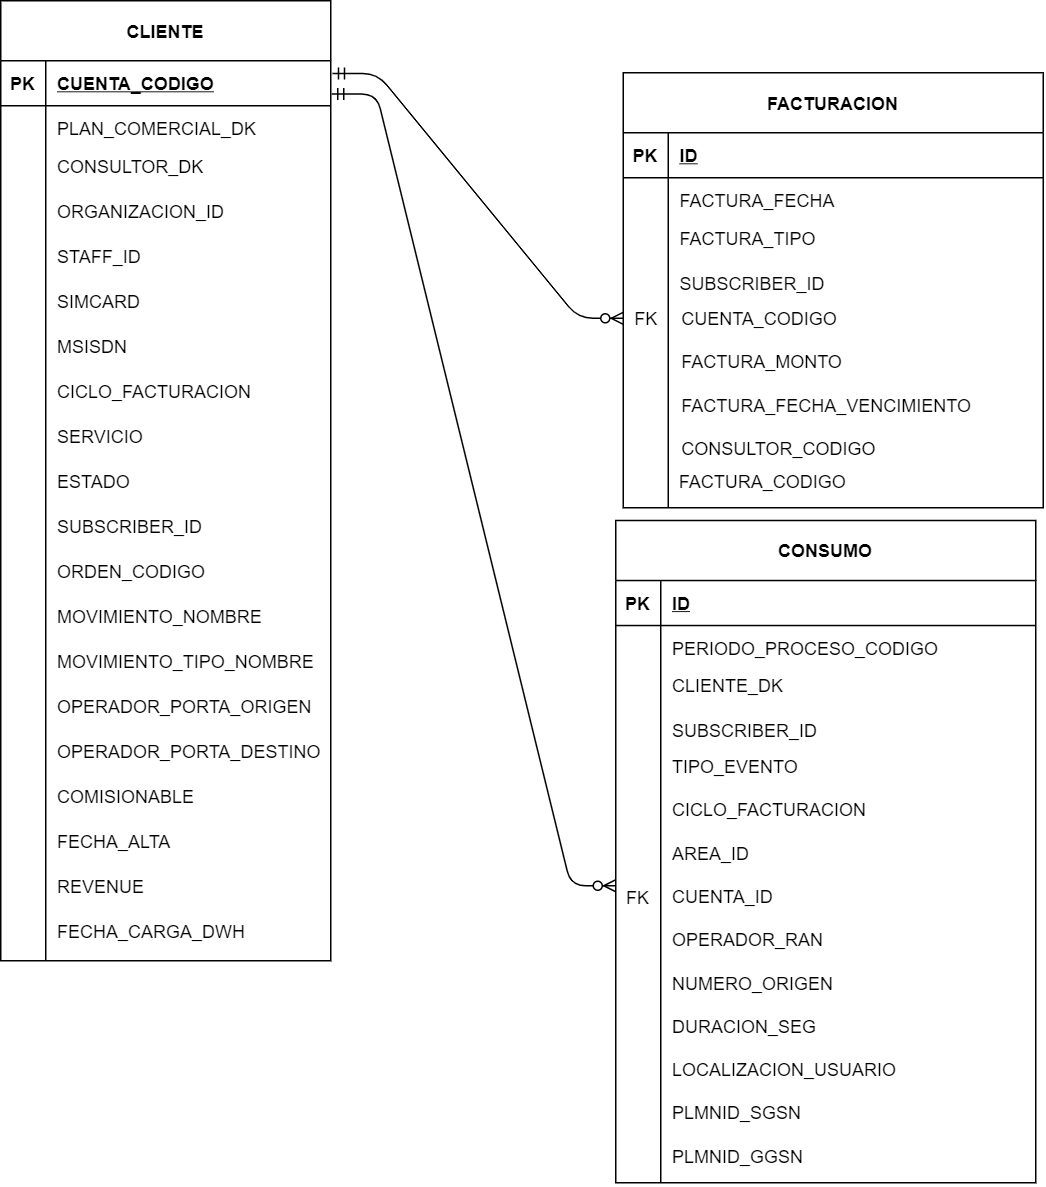 CLIENTE
PK CUENTA_CODIGO
PLAN_COMERCIAL_DK
CONSULTOR_DK
ORGANIZACION_ID
STAFF_ID
SIMCARD
MSISDN
CICLO_FACTURACION
SERVICIO
ESTADO
SUBSCRIBER_ID
ORDEN_CODIGO
MOVIMIENTO_NOMBRE
MOVIMIENTO_TIPO_NOMBRE
OPERADOR_PORTA_ORIGEN
OPERADOR_PORTA_DESTINO
COMISIONABLE
FECHA_ALTA
REVENUE
FECHA_CARGA_DWH
FACTURACION
PK ID
FACTURA_FECHA
FACTURA_TIPO
SUBSCRIBER_ID
FK CUENTA_CODIGO
FACTURA_MONTO
FACTURA_FECHA_VENCIMIENTO
CONSULTOR_CODIGO
FACTURA_CODIGO
CONSUMO
PK ID
PERIODO_PROCESO_CODIGO
CLIENTE_DK
SUBSCRIBER_ID
TIPO_EVENTO
CICLO_FACTURACION
AREA_ID
FK CUENTA_ID
OPERADOR_RAN
NUMERO_ORIGEN
DURACION_SEG
LOCALIZACION_USUARIO
PLMNID_SGSN
PLMNID_GGSN